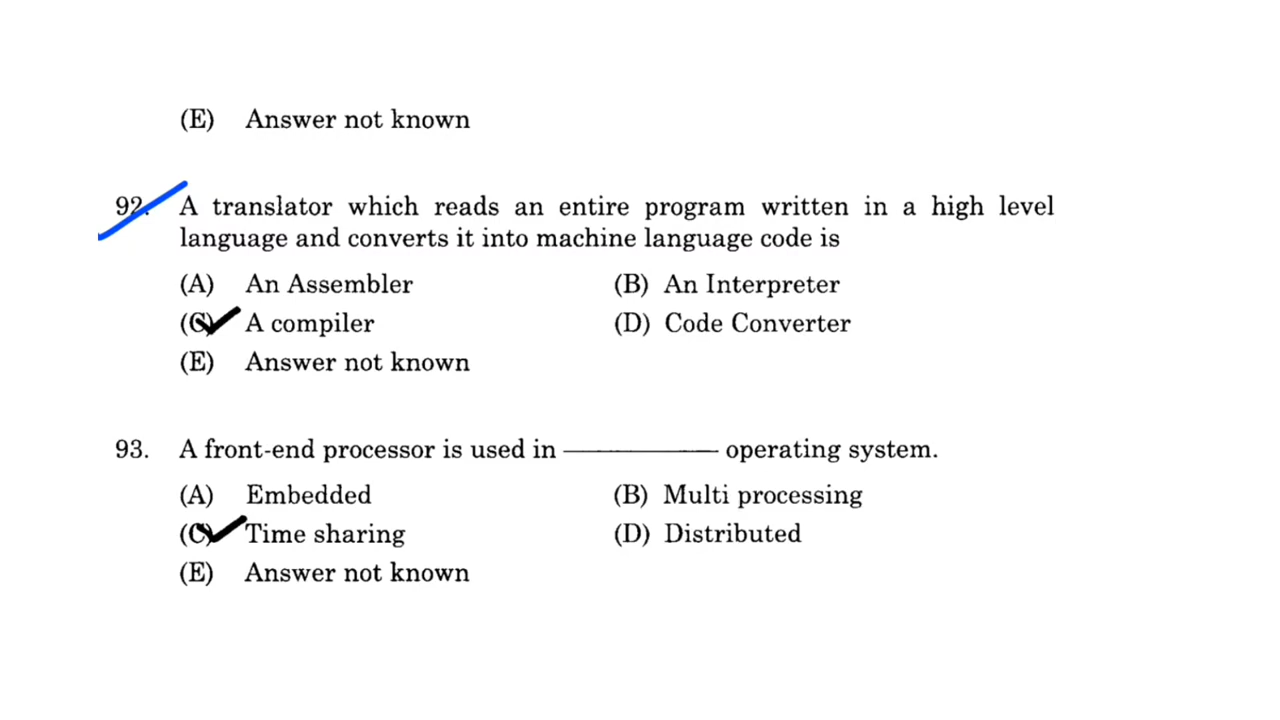 (E) Answer not known
92. A translator which reads an entire program written in a high level
language and converts it into machine language code is
(A) An Assembler (B) An Interpreter
(C) A compiler (D) Code Converter
(E) Answer not known
93. A front-end processor is used in ———— operating system.
(A) Embedded (B) Multi processing
(C) Time sharing (D) Distributed
(E) Answer not known